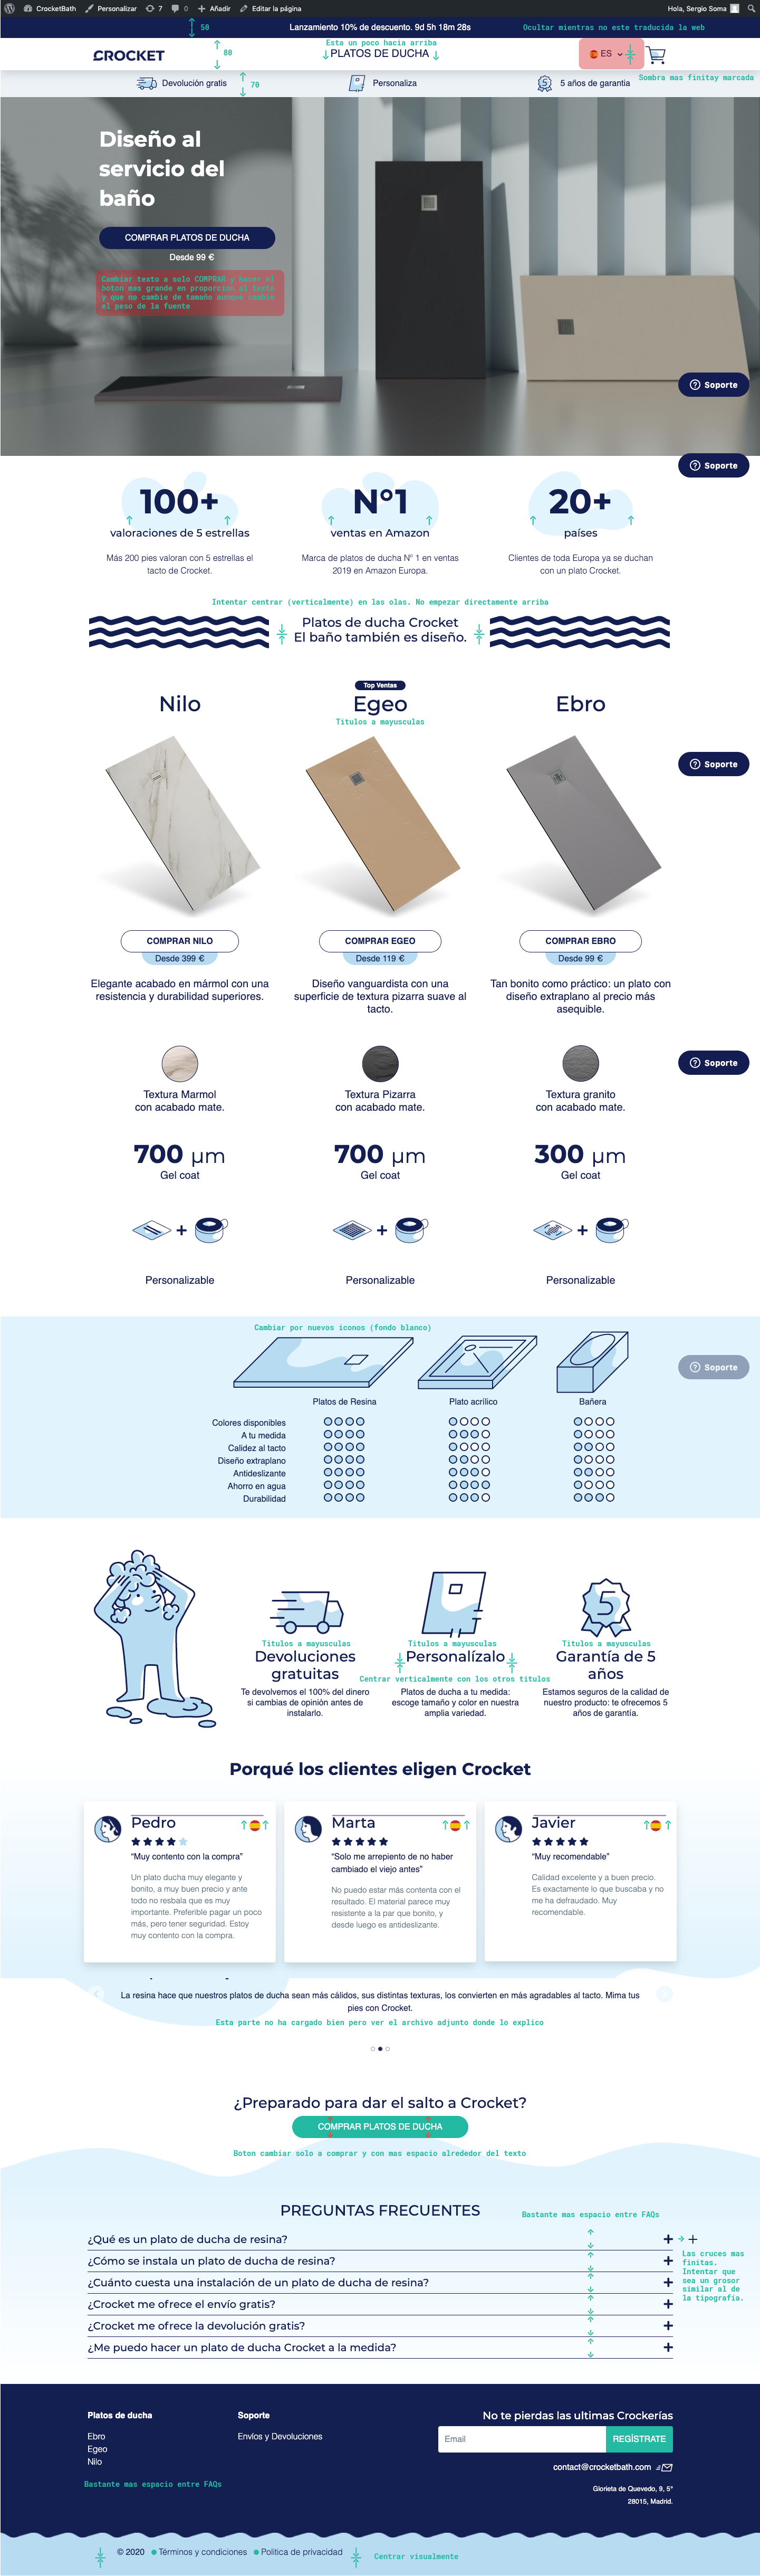 CrocketBath Personalizar 7 0 Añadir Editar la página Hola, Sergio Soma
50 Lanzamiento 10% de descuento. 9d 5h 18m 28s Ocultar mientras no este traducida la web
Esta un poco hacia arriba
CROCKET 80 PLATOS DE DUCHA ES
Sombra mas finitay marcada
Devolución gratis 70 Personaliza 5 5 años de garantia
Diseño al
servicio del
baño
COMPRAR PLATOS DE DUCHA
Desde 99 €
Cambiar texto a solo COMPRAR y hacer el
boton mas grande en proporcion al texto
y que no cambie de tamaño aunque cambie
el peso de la fuente
Soporte
Soporte
100+ N°1 20+
valoraciones de 5 estrellas ventas en Amazon países
Más 200 pies valoran con 5 estrellas el Marca de platos de ducha Nº 1 en ventas Clientes de toda Europa ya se duchan
tacto de Crocket. 2019 en Amazon Europa. con un plato Crocket.
Intentar centrar (verticalmente) en las olas. No empezar directamente arriba
Platos de ducha Crocket
El baño también es diseño.
Top Ventas
Nilo Egeo Ebro
Titulos a mayusculas
Soporte
COMPRAR NILO COMPRAR EGEO COMPRAR EBRO
Desde 399 € Desde 119 € Desde 99 €
Elegante acabado en mármol con una Diseño vanguardista con una Tan bonito como práctico: un plato con
resistencia y durabilidad superiores. superficie de textura pizarra suave al diseño extraplano al precio más
tacto. asequible.
Soporte
Textura Marmol Textura Pizarra Textura granito
con acabado mate. con acabado mate. con acabado mate.
700 µm 700 µm 300 µm
Gel coat Gel coat Gel coat
+ + +
Personalizable Personalizable Personalizable
Cambiar por nuevos iconos (fondo blanco)
Soporte
Platos de Resina Plato acrílico Bañera
Colores disponibles
A tu medida
Calidez al tacto
Diseño extraplano
Antideslizante
Ahorro en agua
Durabilidad
5
Titulos a mayusculas Titulos a mayusculas Titulos a mayusculas
Devoluciones Personalízalo Garantía de 5
gratuitas Centrar verticalmente con los otros titulos años
Te devolvemos el 100% del dinero Platos de ducha a tu medida: Estamos seguros de la calidad de
si cambias de opinión antes de escoge tamaño y color en nuestra nuestro producto: te ofrecemos 5
instalarlo. amplia variedad. años de garantía.
Porqué los clientes eligen Crocket
Pedro Marta Javier
“Muy contento con la compra” “Solo me arrepiento de no haber “Muy recomendable”
cambiado el viejo antes”
Un plato ducha muy elegante y
bonito, a muy buen precio y ante
todo no resbala que es muy
importante. Preferible pagar un poco
más, pero tener seguridad. Estoy
muy contento con la compra.
No puedo estar más contenta con el
resultado. El material parece muy
resistente a la par que bonito, y
desde luego es antideslizante.
Calidad excelente y a buen precio.
Es exactamente lo que buscaba y no
me ha defraudado. Muy
recomendable.
La resina hace que nuestros platos de ducha sean más cálidos, sus distintas texturas, los convierten en más agradables al tacto. Mima tus
pies con Crocket.
Esta parte no ha cargado bien pero ver el archivo adjunto donde lo explico
¿Preparado para dar el salto a Crocket?
COMPRAR PLATOS DE DUCHA
Boton cambiar solo a comprar y con mas espacio alrededor del texto
PREGUNTAS FRECUENTES Bastante mas espacio entre FAQs
¿Qué es un plato de ducha de resina?
¿Cómo se instala un plato de ducha de resina?
¿Cuánto cuesta una instalación de un plato de ducha de resina?
¿Crocket me ofrece el envío gratis?
¿Crocket me ofrece la devolución gratis?
¿Me puedo hacer un plato de ducha Crocket a la medida?
Las cruces mas
finitas.
Intentar que
sea un grosor
similar al de
la tipografía.
Platos de ducha Soporte No te pierdas las ultimas Crockerías
Ebro Envíos y Devoluciones Email REGÍSTRATE
Egeo
Nilo
contact@crocketbath.com
Bastante mas espacio entre FAQs
Glorieta de Quevedo, 9, 5°
28015, Madrid.
© 2020 Términos y condiciones Politica de privacidad Centrar visualmente